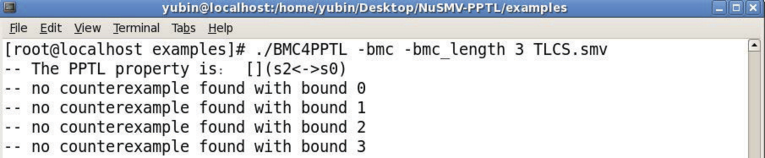 yubin@localhost:/home/yubin/Desktop/NuSMV-PPTL/examples
File Edit View Terminal Tabs Help
[root@localhost examples]# ./BMC4PPTL -bmc -bmc_length 3 TLCS.smv
-- The PPTL property is: [](s2<->s0)
-- no counterexample found with bound 0
-- no counterexample found with bound 1
-- no counterexample found with bound 2
-- no counterexample found with bound 3